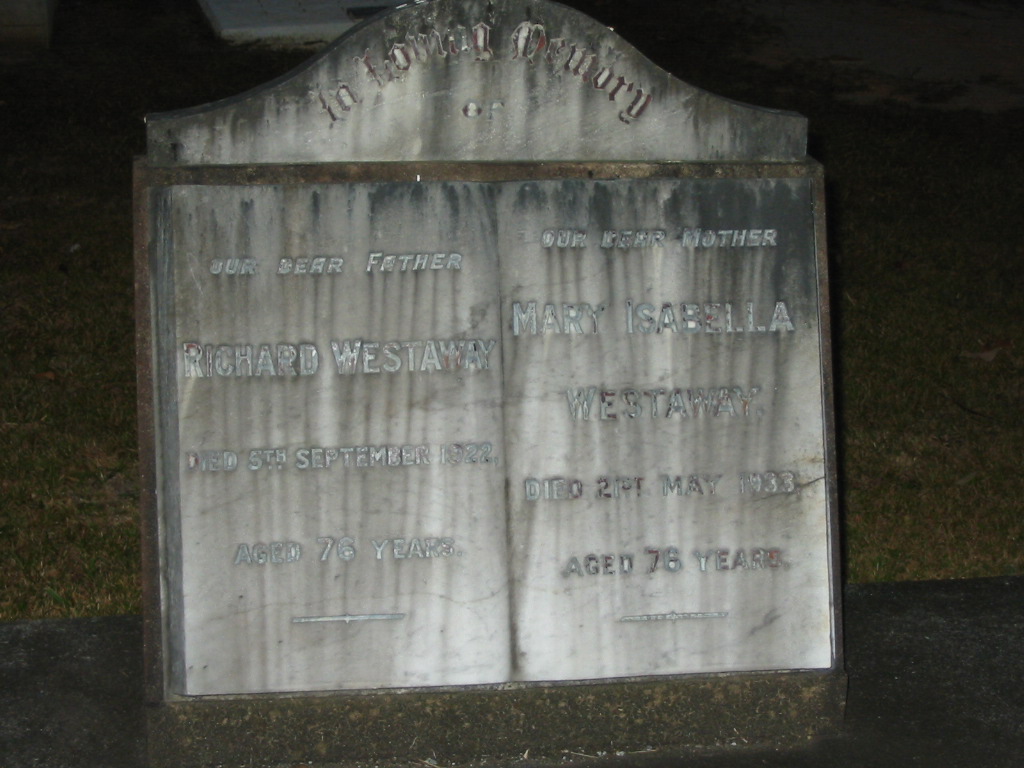 In Loving Memory
OF
OUR DEAR FATHER
RICHARD WESTAWAY
DIED 5TH SEPTEMBER 1922,
AGED 76 YEARS.
OUR DEAR MOTHER
MARY ISABELLA
WESTAWAY.
DIED 21ST MAY 1933
AGED 76 YEARS.